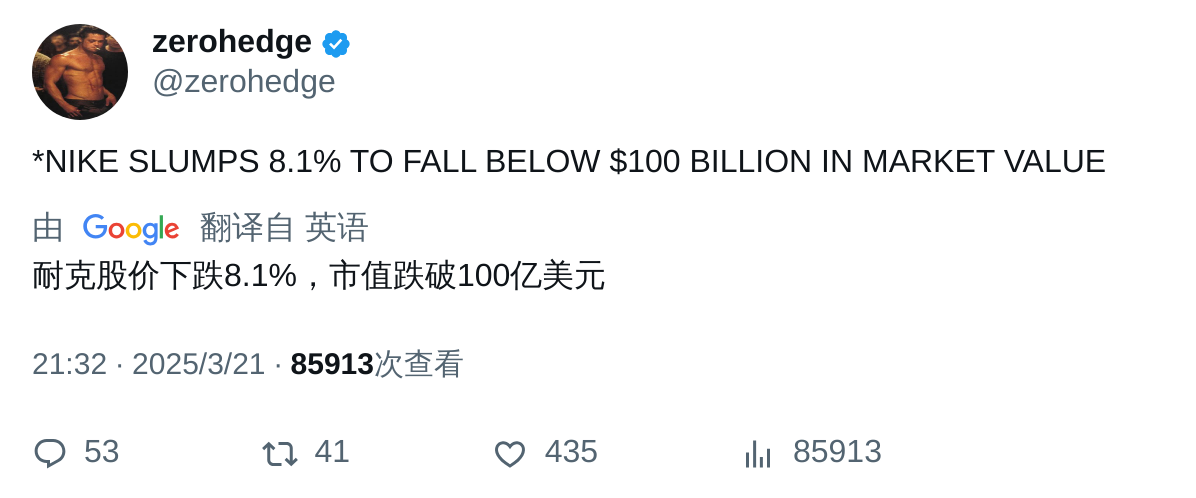 zerohedge
@zerohedge
*NIKE SLUMPS 8.1% TO FALL BELOW $100 BILLION IN MARKET VALUE
由 Google 翻译自 英语
耐克股价下跌8.1%，市值跌破100亿美元
21:32 · 2025/3/21 · 85913次查看
53 41 435 85913